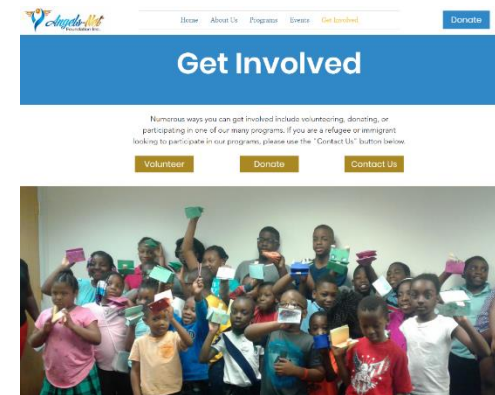 Angels-Net
Foundation Inc.
Home About Us Programs Events Get Involved
Donate
Get Involved
Numerous ways you can get involved include volunteering, donating, or
participating in one of our many programs. If you are a refugee or immigrant
looking to participate in our programs, please use the "Contact Us" button below.
Volunteer Donate Contact Us